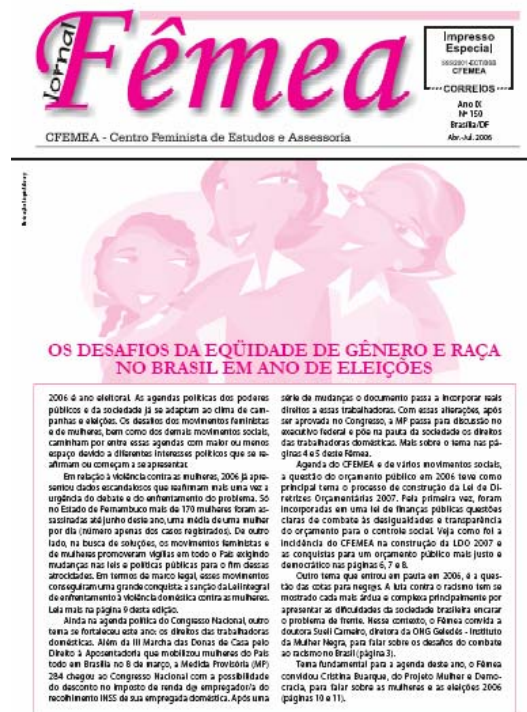 Jornal
Fêmea
CFEMEA - Centro Feminista de Estudos e Assessoria
Impresso
Especial
CFEMEA
CORREIOS
Ano IX
Nº 150
Brasília/DF
Abr.-Jul. 2006
OS DESAFIOS DA EQÜIDADE DE GÊNERO E RAÇA
NO BRASIL EM ANO DE ELEIÇÕES
2006 é ano eleitoral. As agendas políticas dos poderes
públicos e da sociedade já se adaptam ao clima de cam-
panhas e eleições. Os desafios dos movimentos feministas
e de mulheres, bem como dos demais movimentos sociais,
caminham por entre essas agendas com maior ou menos
espaço devido a diferentes interesses políticos que se re-
afirmam ou começam a se apresentar.
Em relação à violência contra as mulheres, 2006 já apre-
sentou dados escandalosos que reafirmam mais uma vez a
urgência do debate e do enfrentamento do problema. Só
no Estado de Pernambuco mais de 170 mulheres foram as-
sassinadas até junho deste ano, uma média de uma mulher
por dia (número apenas dos casos registrados). De outro
lado, na busca de soluções, os movimentos feministas e
de mulheres promoveram vigílias em todo o País exigindo
mudanças nas leis e políticas públicas para o fim dessas
atrocidades. Em termos de marco legal, esses movimentos
conseguiram uma grande conquista: a sanção da Lei Integral
de enfrentamento à violência doméstica contra as mulheres.
Leia mais na página 9 desta edição.
Ainda na agenda política do Congresso Nacional, outro
tema se fortaleceu este ano: os direitos das trabalhadoras
domésticas. Além da III Marcha das Donas de Casa pelo
Direito à Aposentadoria que mobilizou mulheres do País
todo em Brasília no 8 de março, a Medida Provisória (MP)
284 chegou ao Congresso Nacional com a possibilidade
do desconto no imposto de renda d@ empregador/a do
recolhimento INSS de sua empregada doméstica. Após uma
série de mudanças o documento passa a incorporar reais
direitos a essas trabalhadoras. Com essas alterações, após
ser aprovada no Congresso, a MP passa para discussão no
executivo federal e põe na pauta da sociedade os direitos
das trabalhadoras domésticas. Mais sobre o tema nas pá-
ginas 4 e 5 deste Fêmea.
Agenda do CFEMEA e de vários movimentos sociais,
a questão do orçamento público em 2006 teve como
principal tema o processo de construção da Lei de Di-
retrizes Orçamentárias 2007. Pela primeira vez, foram
incorporadas em uma lei de finanças públicas questões
claras de combate às desigualdades e transparência
do orçamento para o controle social. Veja como foi a
incidência do CFEMEA na construção da LDO 2007 e
as conquistas para um orçamento público mais justo e
democrático nas páginas 6, 7 e 8.
Outro tema que entrou em pauta em 2006, é a ques-
tão das cotas para negr@s. A luta contra o racismo tem se
mostrado cada mais árdua e complexa principalmente por
apresentar as dificuldades da sociedade brasileira encarar
o problema de frente. Nesse contexto, o Fêmea convida a
doutora Sueli Carneiro, diretora da ONG Geledés - Instituto
da Mulher Negra, para falar sobre os desafios do combate
ao racismo no Brasil (página 3).
Tema fundamental para a agenda deste ano, o Fêmea
convidou Cristina Buarque, do Projeto Mulher e Demo-
cracia, para falar sobre as mulheres e as eleições 2006
(páginas 10 e 11).